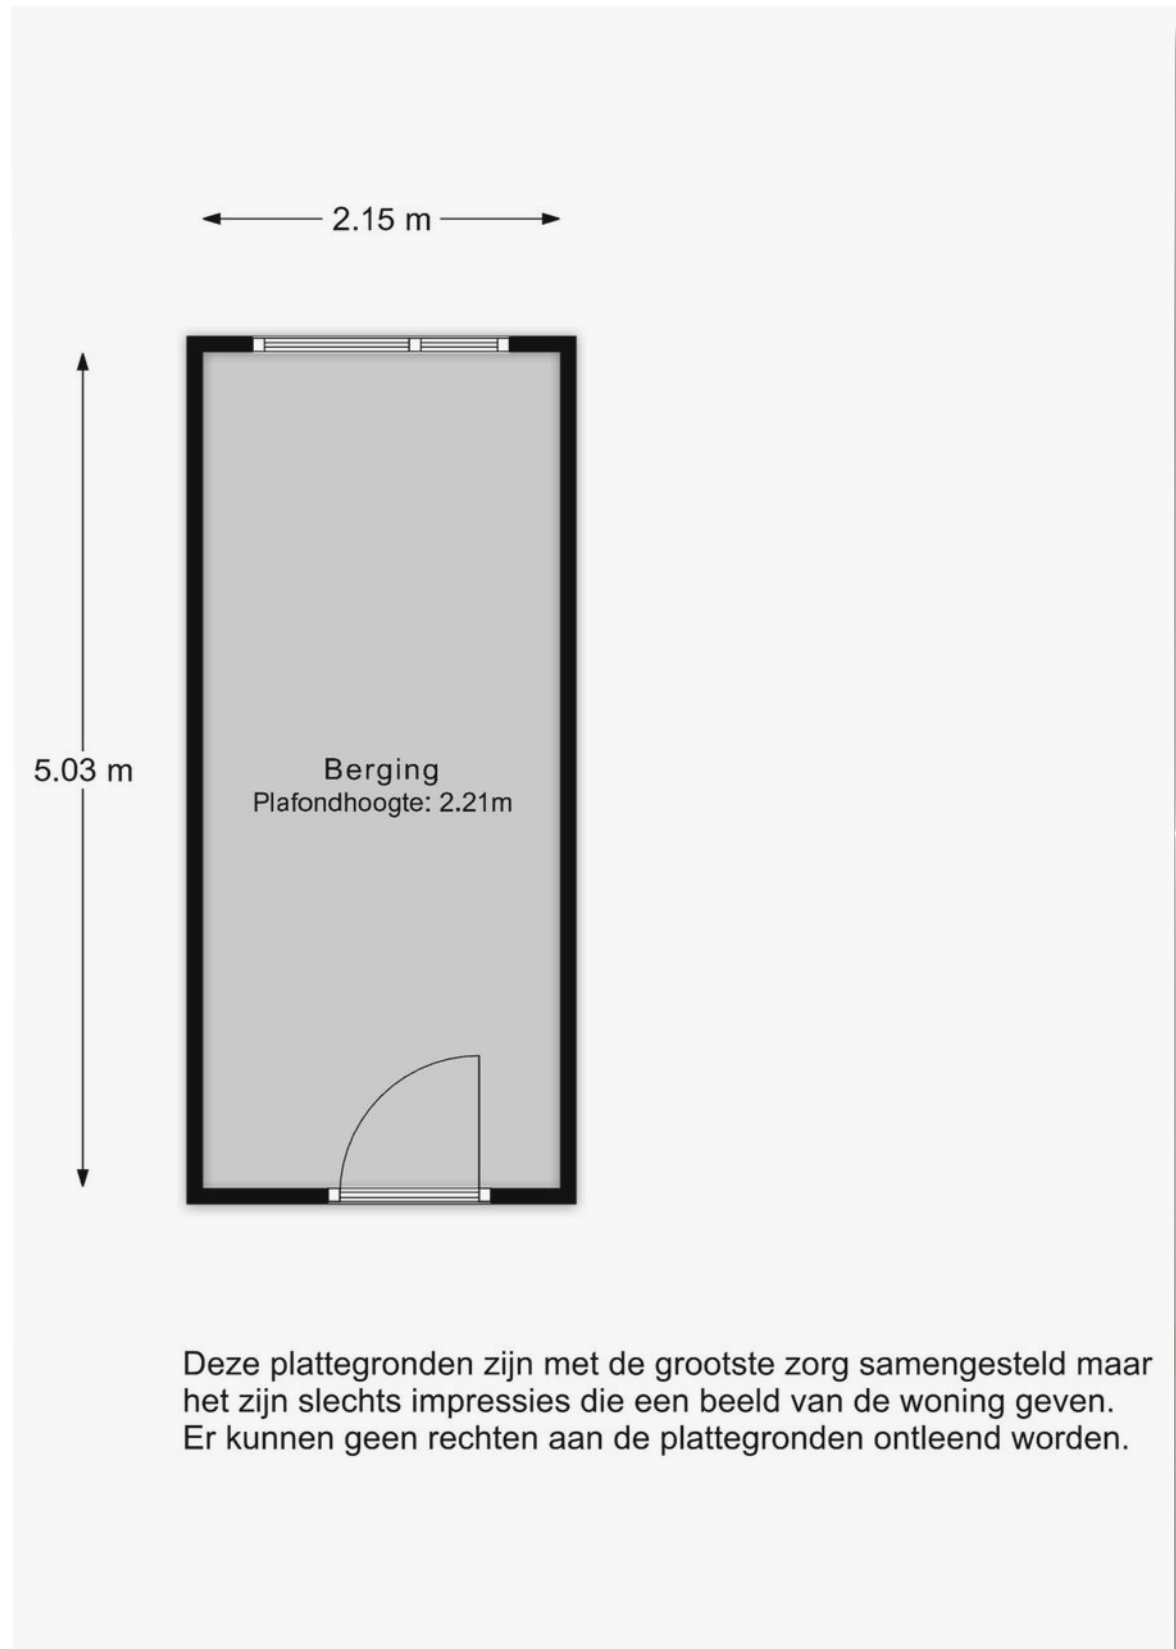 2.15 m
5.03 m
Berging
Plafondhoogte: 2.21m
Deze plattegronden zijn met de grootste zorg samengesteld maar
het zijn slechts impressies die een beeld van de woning geven.
Er kunnen geen rechten aan de plattegronden ontleend worden.